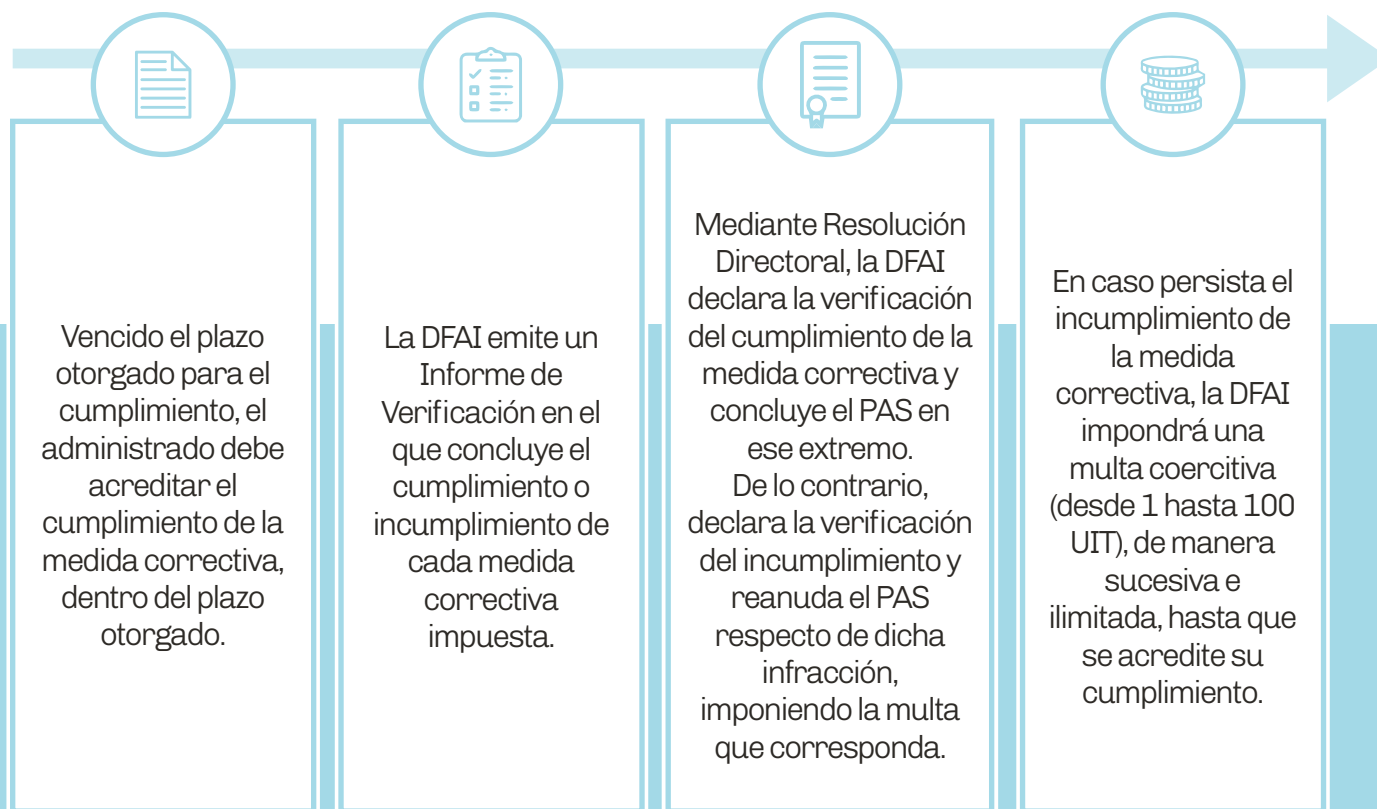 Vencido el plazo
otorgado para el
cumplimiento, el
administrado debe
acreditar el
cumplimiento de la
medida correctiva,
dentro del plazo
otorgado.
La DFAI emite un
Informe de
Verificación en el
que concluye el
cumplimiento o
incumplimiento de
cada medida
correctiva
impuesta.
Mediante Resolución
Directoral, la DFAI
declara la verificación
del cumplimiento de la
medida correctiva y
concluye el PAS en
ese extremo.
De lo contrario,
declara la verificación
del incumplimiento y
reanuda el PAS
respecto de dicha
infracción,
imponiendo la multa
que corresponda.
En caso persista el
incumplimiento de
la medida
correctiva, la DFAI
impondrá una
multa coercitiva
(desde 1 hasta 100
UIT), de manera
sucesiva e
ilimitada, hasta que
se acredite su
cumplimiento.